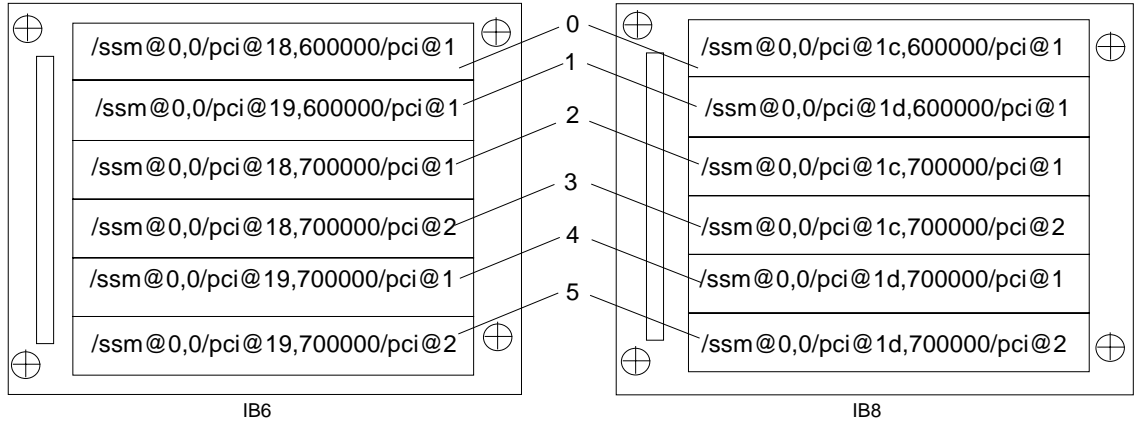 /ssm@0,0/pci@18,600000/pci@1
/ssm@0,0/pci@19,600000/pci@1
/ssm@0,0/pci@18,700000/pci@1
/ssm@0,0/pci@18,700000/pci@2
/ssm@0,0/pci@19,700000/pci@1
/ssm@0,0/pci@19,700000/pci@2
IB6
0
1
2
3
4
5
/ssm@0,0/pci@1c,600000/pci@1
/ssm@0,0/pci@1d,600000/pci@1
/ssm@0,0/pci@1c,700000/pci@1
/ssm@0,0/pci@1c,700000/pci@2
/ssm@0,0/pci@1d,700000/pci@1
/ssm@0,0/pci@1d,700000/pci@2
IB8